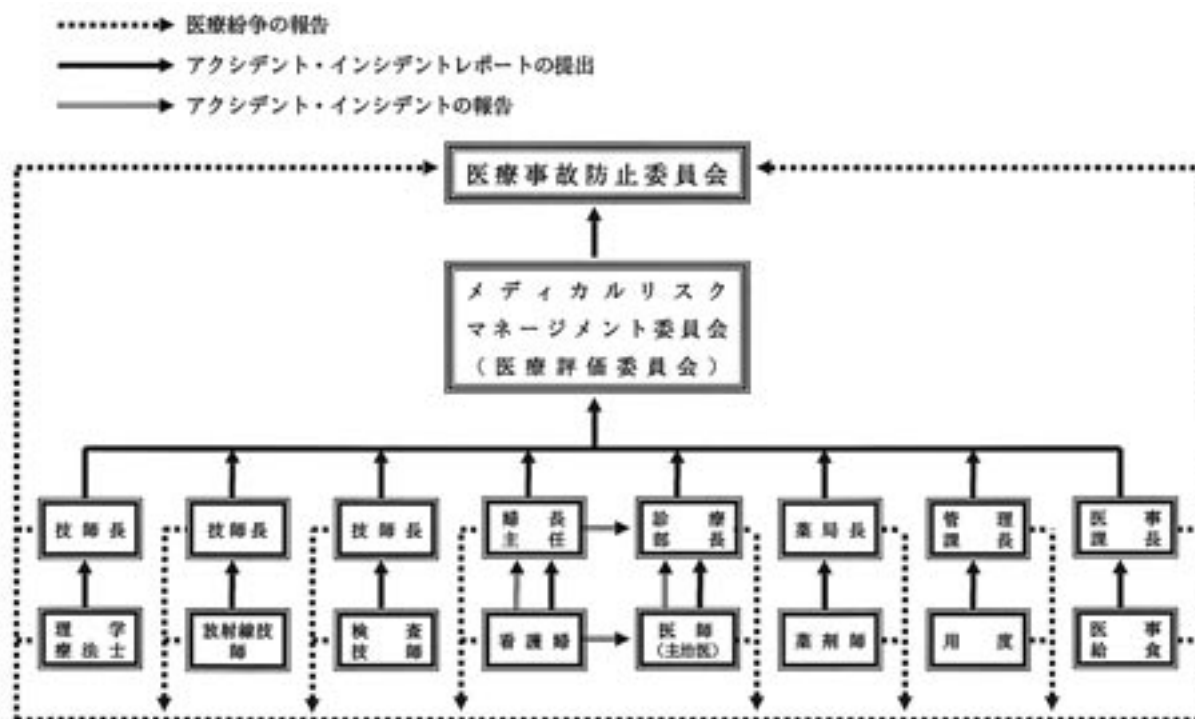 医療紛争の報告
アクシデント・インシデントレポートの提出
アクシデント・インシデントの報告
医療事故防止委員会
メディカルリスク
マネージメント委員会
（医療評価委員会）
技師長
技師長
技師長
婦長
主任
診療
部長
薬局長
管理
課長
医事
課長
理学
療法士
放射線技
師
検査
技師
看護婦
医師
（主治医）
薬剤師
用度
医事
給食